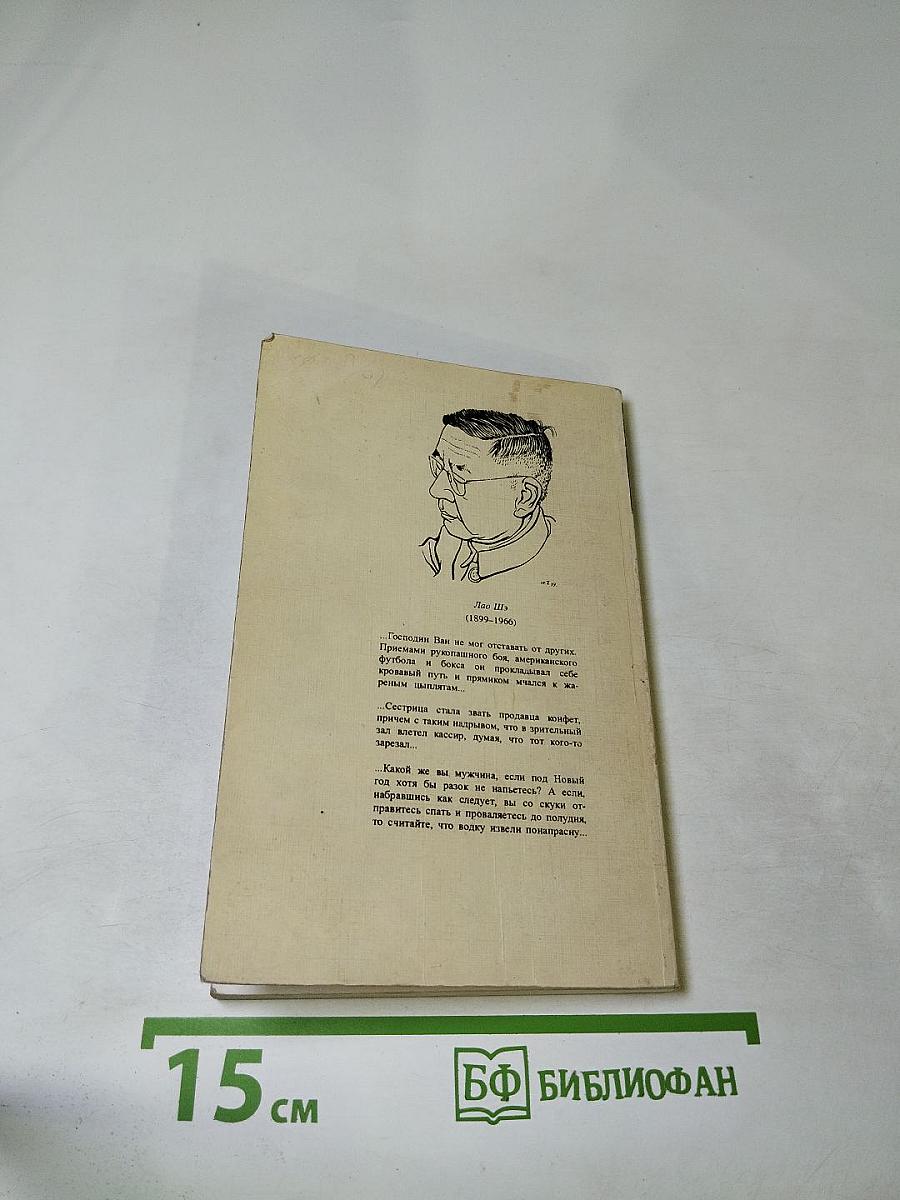 Лао Шэ
(1899–1966)
...Господин Ван не мог отставать от других.
Приемами рукопашного боя, американского
футбола и бокса он прокладывал себе
кровавый путь и прямиком мчался к жа-
реным цыплятам...
...Сестрица стала звать продавца конфет,
причем с таким надрывом, что в зрительный
зал влетел кассир, думая, что тот кого-то
зарезал...
...Какой же вы мужчина, если под Новый
год хотя бы разок не напьетесь? А если,
набравшись как следует, вы со скуки от-
правитесь спать и проваляетесь до полудня,
то считайте, что водку извели понапрасну...
15 см
БФ БИБЛИОФАН